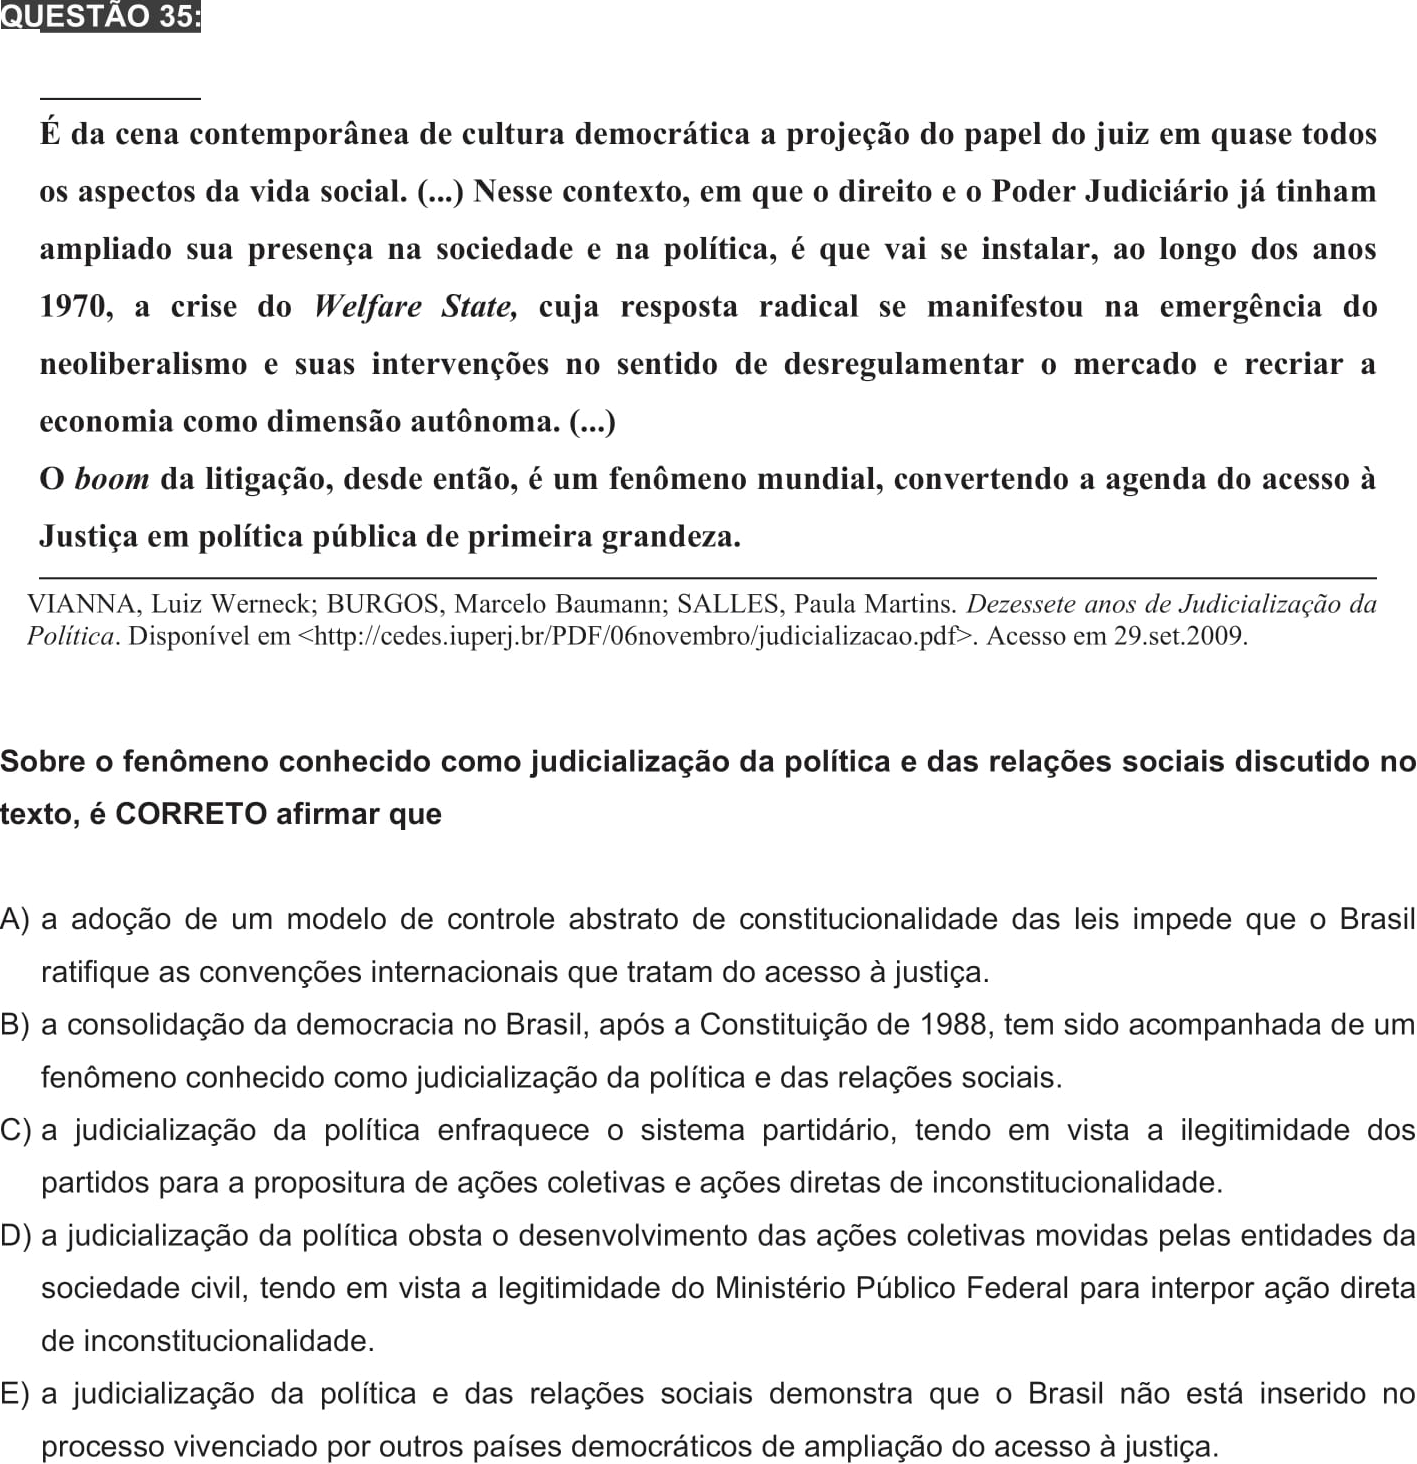 QUESTÃO 35:
É da cena contemporânea de cultura democrática a projeção do papel do juiz em quase todos
os aspectos da vida social. (...) Nesse contexto, em que o direito e o Poder Judiciário já tinham
ampliado sua presença na sociedade e na política, é que vai se instalar, ao longo dos anos
1970, a crise do Welfare State, cuja resposta radical se manifestou na emergência do
neoliberalismo e suas intervenções no sentido de desregulamentar o mercado e recriar a
economia como dimensão autônoma. (...)
O boom da litigação, desde então, é um fenômeno mundial, convertendo a agenda do acesso à
Justiça em política pública de primeira grandeza.
VIANNA, Luiz Werneck; BURGOS, Marcelo Baumann; SALLES, Paula Martins. Dezessete anos de Judicialização da
Política. Disponível em <http://cedes.iuperj.br/PDF/06novembro/judicializacao.pdf>. Acesso em 29.set.2009.
Sobre o fenômeno conhecido como judicialização da política e das relações sociais discutido no
texto, é CORRETO afirmar que
A) a adoção de um modelo de controle abstrato de constitucionalidade das leis impede que o Brasil
ratifique as convenções internacionais que tratam do acesso à justiça.
B) a consolidação da democracia no Brasil, após a Constituição de 1988, tem sido acompanhada de um
fenômeno conhecido como judicialização da política e das relações sociais.
C) a judicialização da política enfraquece o sistema partidário, tendo em vista a ilegitimidade dos
partidos para a propositura de ações coletivas e ações diretas de inconstitucionalidade.
D) a judicialização da política obsta o desenvolvimento das ações coletivas movidas pelas entidades da
sociedade civil, tendo em vista a legitimidade do Ministério Público Federal para interpor ação direta
de inconstitucionalidade.
E) a judicialização da política e das relações sociais demonstra que o Brasil não está inserido no
processo vivenciado por outros países democráticos de ampliação do acesso à justiça.